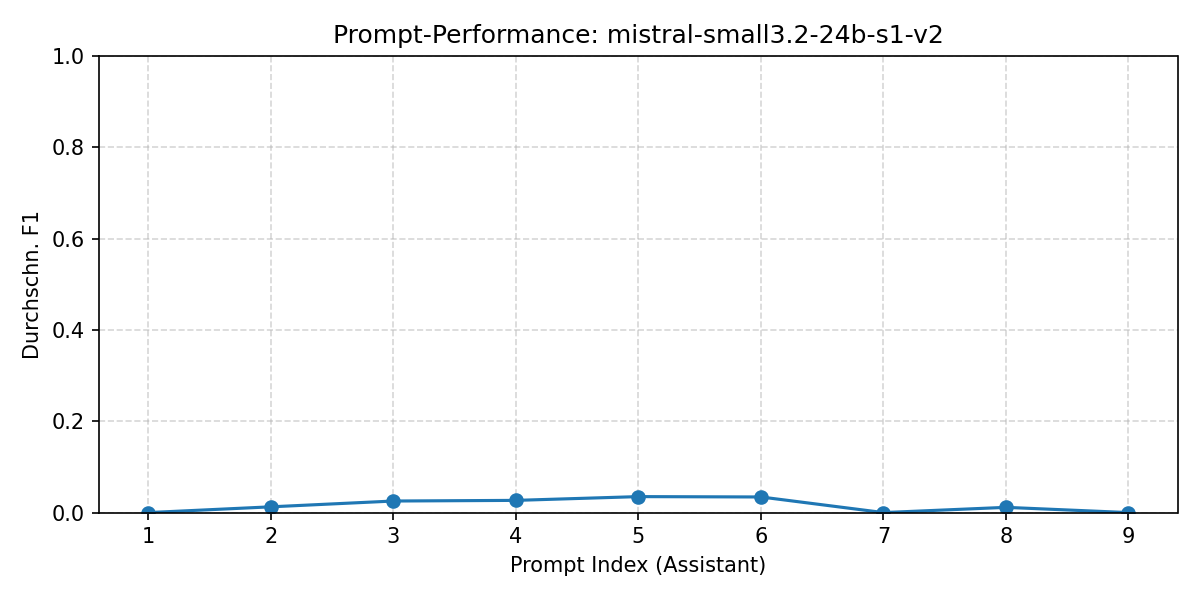 Prompt-Performance: mistral-small3.2-24b-s1-v2
1.0
0.8
0.6
0.4
0.2
0.0
Durchschn. F1
1 2 3 4 5 6 7 8 9
Prompt Index (Assistant)